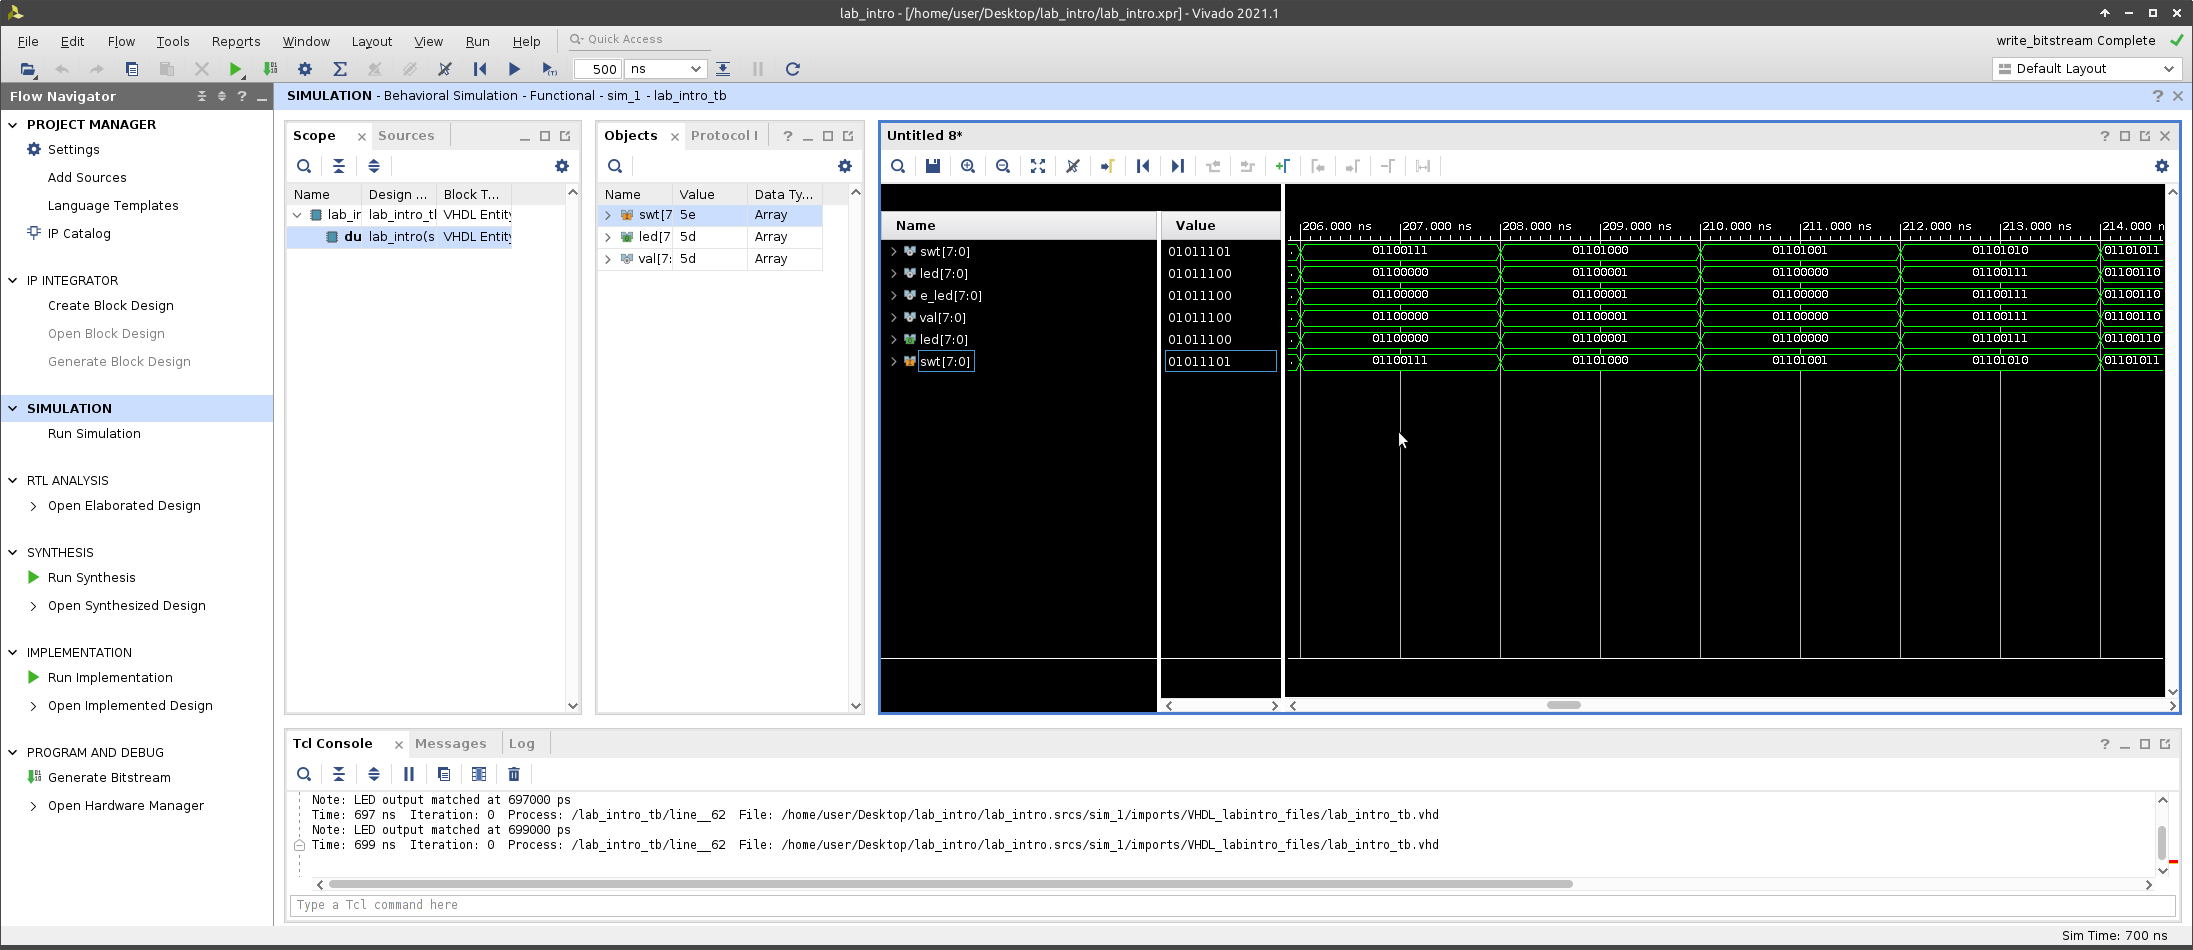 lab_intro - [/home/user/Desktop/lab_intro/lab_intro.xpr] - Vivado 2021.1
File Edit Flow Tools Reports Window Layout View Run Help Quick Access
write_bitstream Complete
500 ns
Default Layout
Flow Navigator
SIMULATION - Behavioral Simulation - Functional - sim_1 - lab_intro_tb
PROJECT MANAGER
Settings
Add Sources
Language Templates
IP Catalog
IP INTEGRATOR
Create Block Design
Open Block Design
Generate Block Design
SIMULATION
Run Simulation
RTL ANALYSIS
Open Elaborated Design
SYNTHESIS
Run Synthesis
Open Synthesized Design
IMPLEMENTATION
Run Implementation
Open Implemented Design
PROGRAM AND DEBUG
Generate Bitstream
Open Hardware Manager
Scope Sources
Name Design ... Block T...
lab_ir lab_intro_tl VHDL Entity
du lab_intro(s VHDL Entity
Objects Protocol I
Name Value Data Ty...
swt[7 5e Array
led[7 5d Array
val[7: 5d Array
Untitled 8*
Name Value
swt[7:0] 01011101
led[7:0] 01011100
e_led[7:0] 01011100
val[7:0] 01011100
led[7:0] 01011100
swt[7:0] 01011101
206.000 ns 207.000 ns 208.000 ns 209.000 ns 210.000 ns 211.000 ns 212.000 ns 213.000 ns 214.000 n
01100111 01101000 01101001 01101010 01101011
01100000 01100001 01100000 01100111 01100110
01100000 01100001 01100000 01100111 01100110
01100000 01100001 01100000 01100111 01100110
01100000 01100001 01100000 01100111 01100110
01100111 01101000 01101001 01101010 01101011
Tcl Console Messages Log
Note: LED output matched at 697000 ps
Time: 697 ns Iteration: 0 Process: /lab_intro_tb/line__62 File: /home/user/Desktop/lab_intro/lab_intro.srcs/sim_1/imports/VHDL_labintro_files/lab_intro_tb.vhd
Note: LED output matched at 699000 ps
Time: 699 ns Iteration: 0 Process: /lab_intro_tb/line__62 File: /home/user/Desktop/lab_intro/lab_intro.srcs/sim_1/imports/VHDL_labintro_files/lab_intro_tb.vhd
Type a Tcl command here
Sim Time: 700 ns